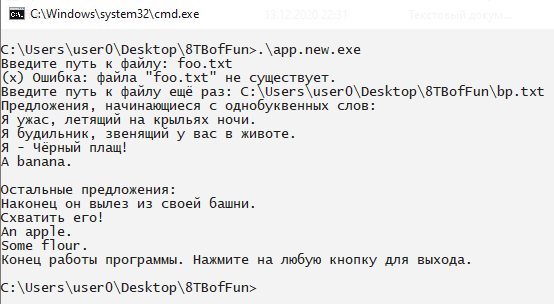 C:\Windows\system32\cmd.exe
13.12.2020 22:31 Текстовый докум...
C:\Users\user0\Desktop\8TBofFun>.\app.new.exe
Введите путь к файлу: foo.txt
(x) Ошибка: файла "foo.txt" не существует.
Введите путь к файлу ещё раз: C:\Users\user0\Desktop\8TBofFun\bp.txt
Предложения, начинающиеся с однобуквенных слов:
Я ужас, летящий на крыльях ночи.
Я будильник, звенящий у вас в животе.
Я - Чёрный плащ!
A banana.
Остальные предложения:
Наконец он вылез из своей башни.
Схватить его!
An apple.
Some flour.
Конец работы программы. Нажмите на любую кнопку для выхода.
C:\Users\user0\Desktop\8TBofFun>